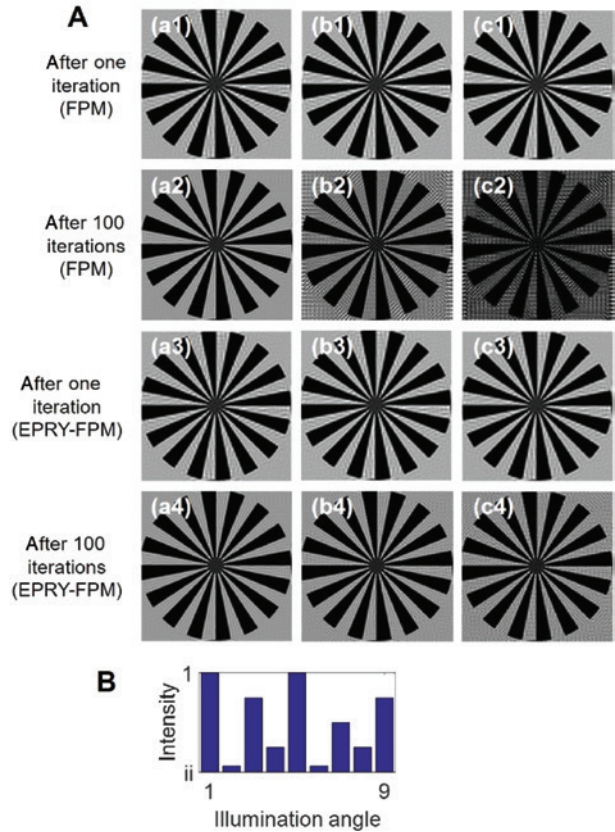 A
(a1) (b1) (c1)
After one
iteration
(FPM)
(a2) (b2) (c2)
After 100
iterations
(FPM)
(a3) (b3) (c3)
After one
iteration
(EPRY-FPM)
(a4) (b4) (c4)
After 100
iterations
(EPRY-FPM)
B
1
Intensity
ii
1 9
Illumination angle